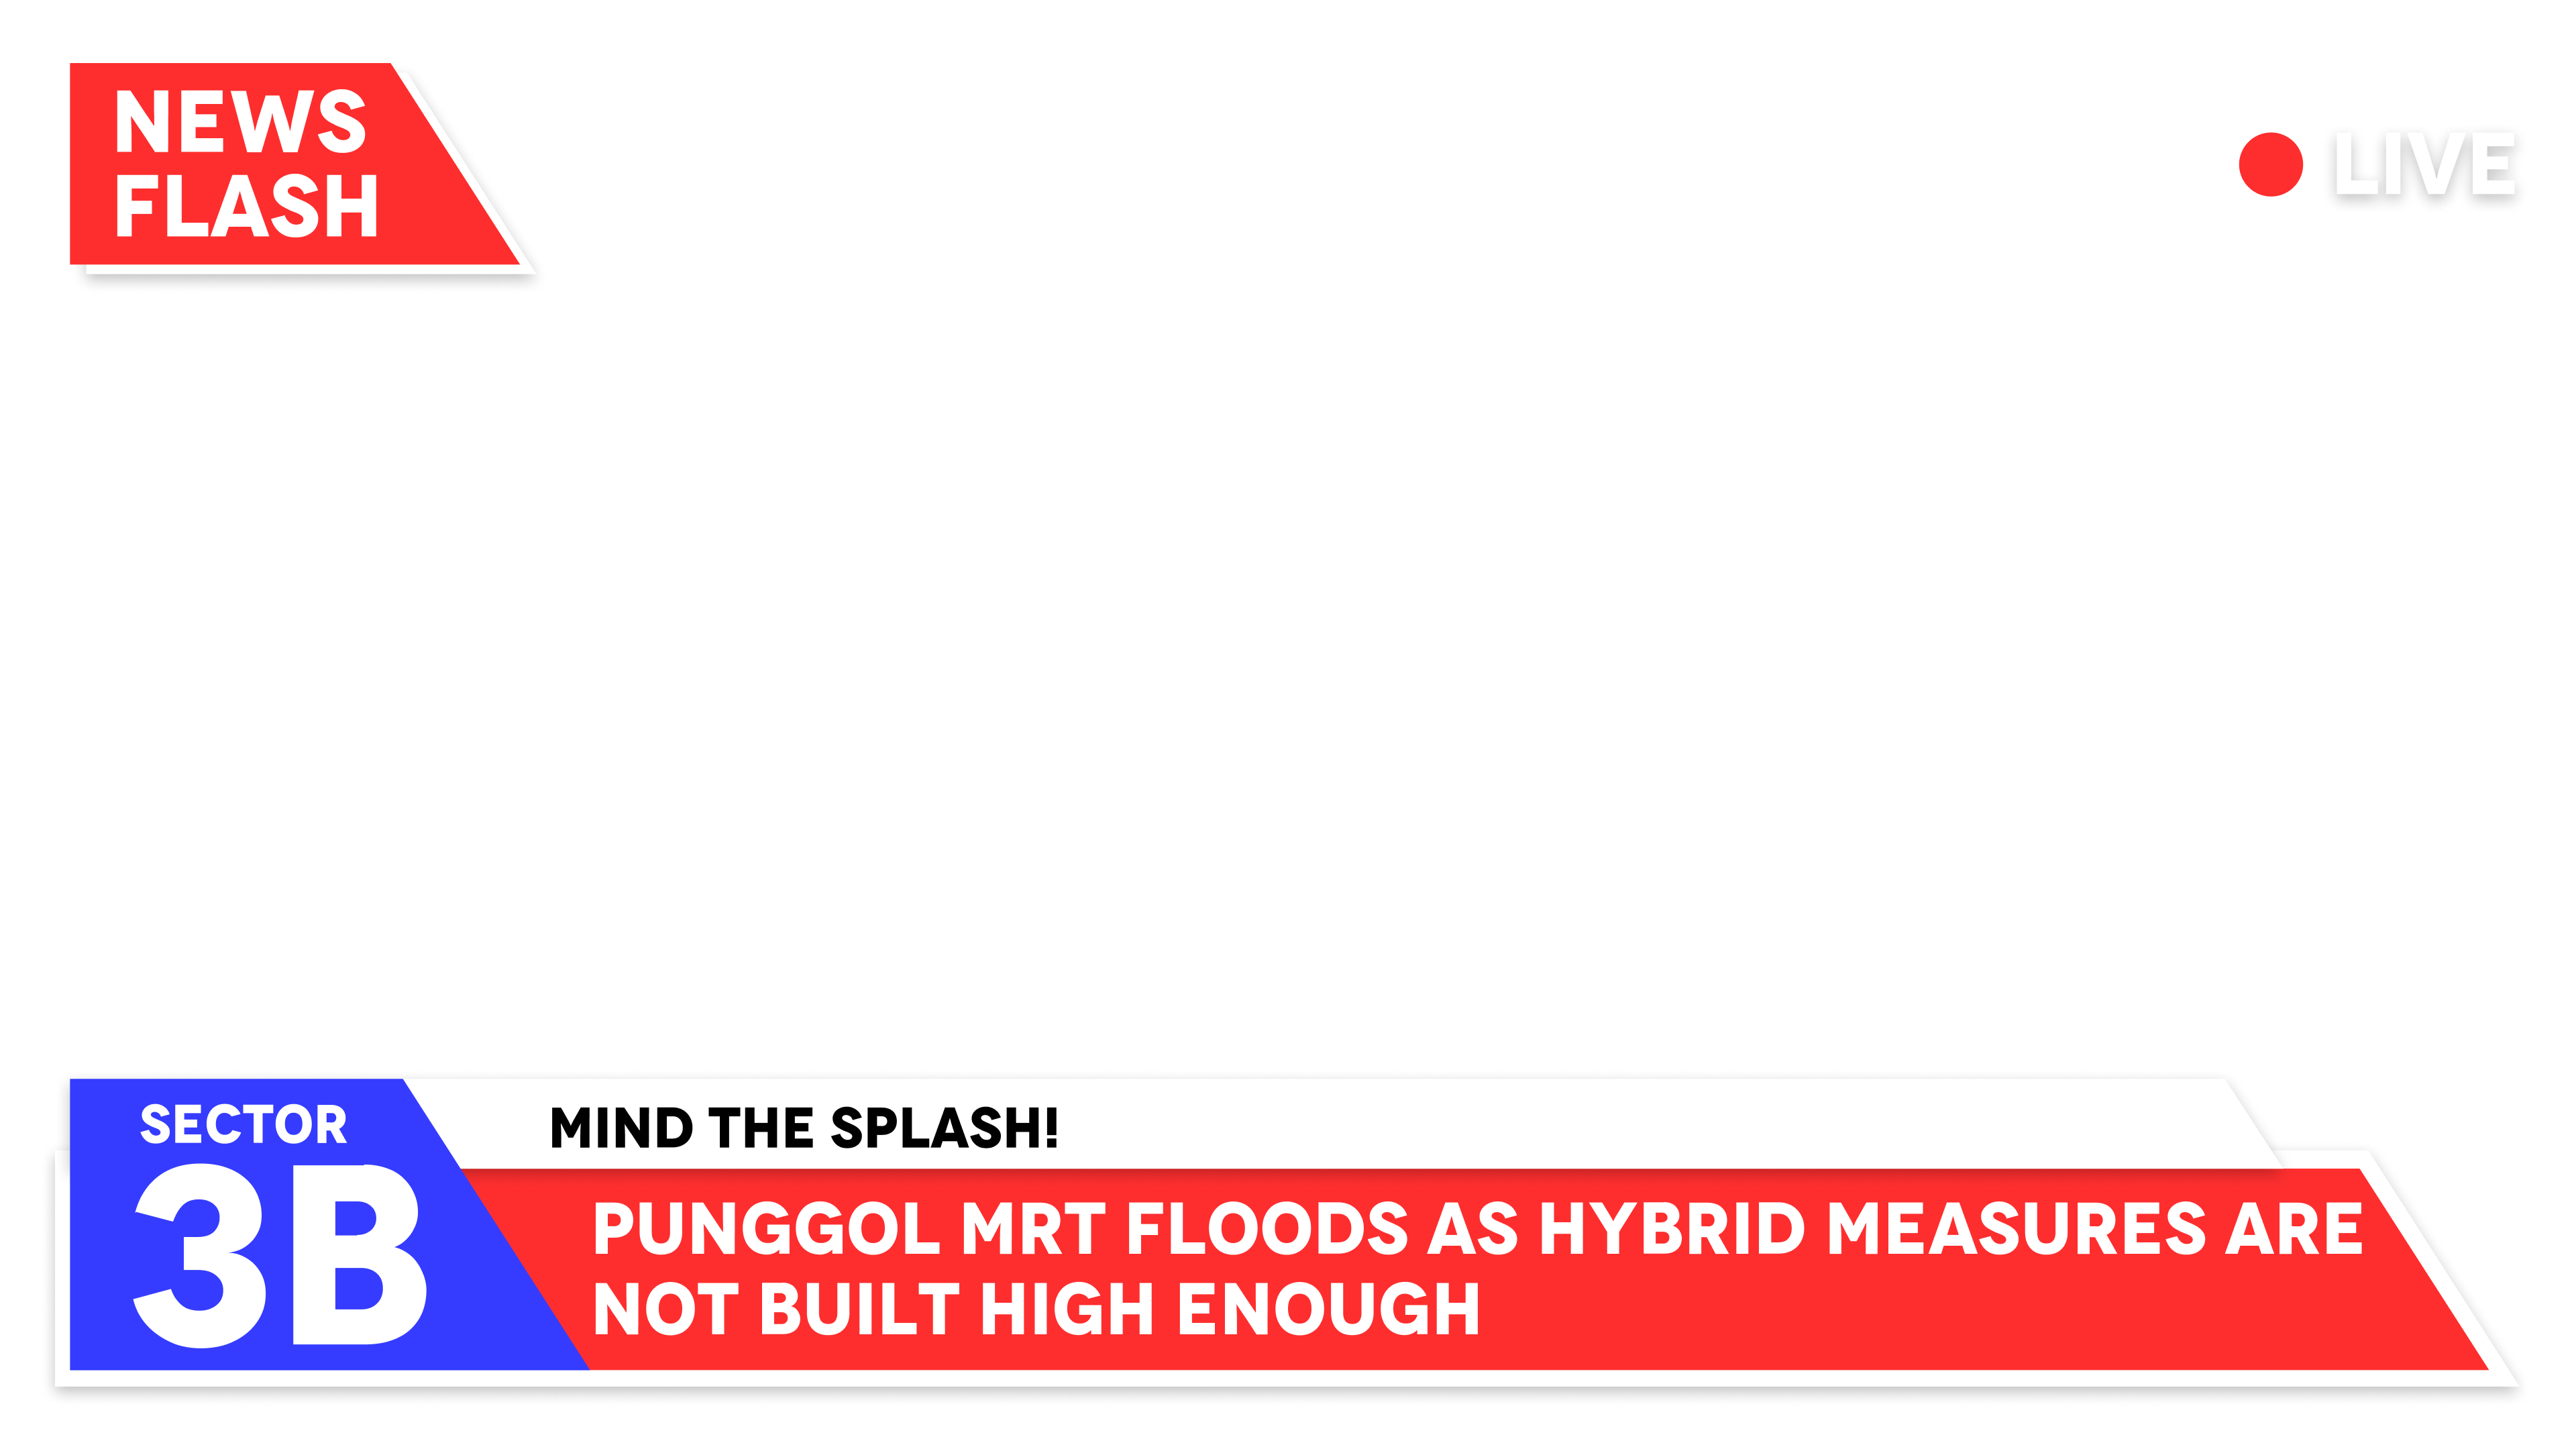 NEWS
FLASH
LIVE
SECTOR
3B
MIND THE SPLASH!
PUNGGOL MRT FLOODS AS HYBRID MEASURES ARE
NOT BUILT HIGH ENOUGH